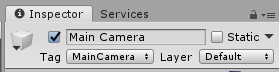 Inspector Services
Main Camera Static
Tag MainCamera Layer Default